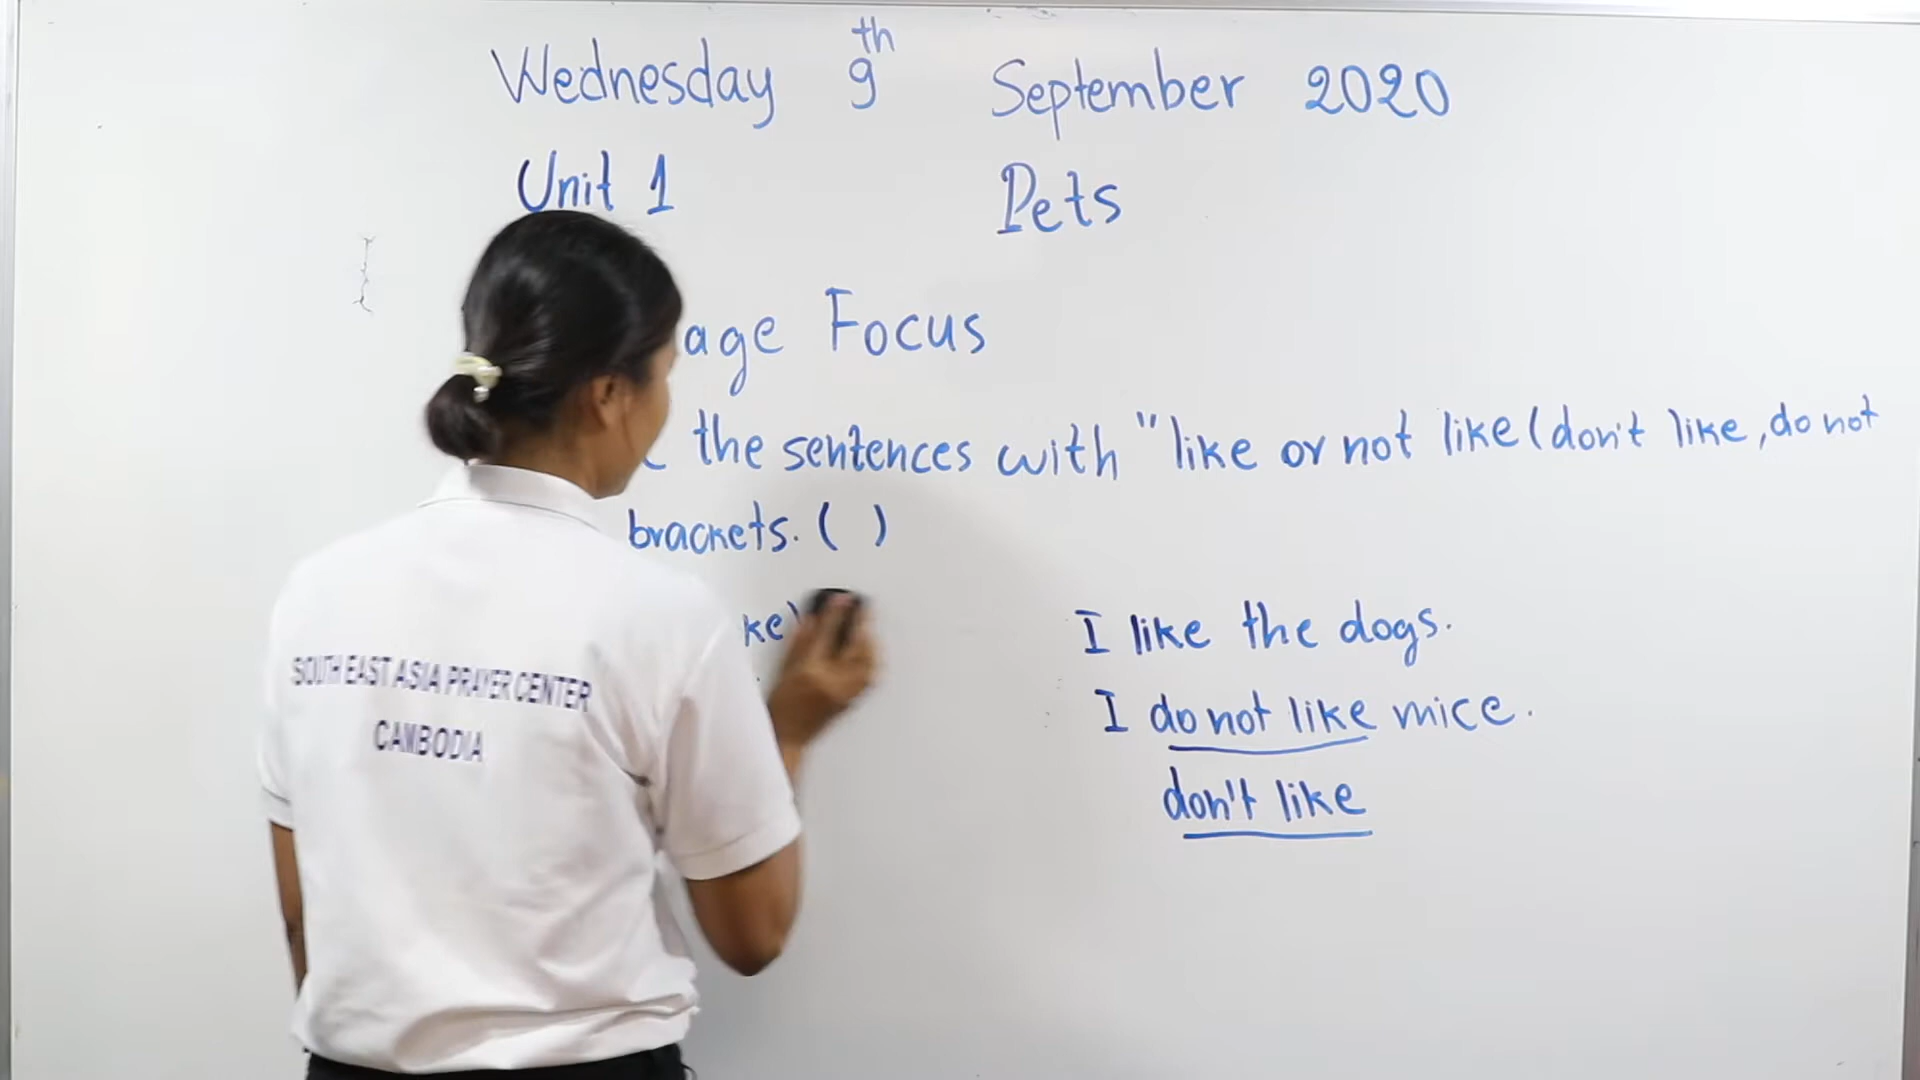 Wednesday 9th September 2020
Unit 1 Pets
age Focus
the sentences with "like or not like (don't like, do not
brackets. ( )
ke)
I like the dogs.
I do not like mice.
don't like
SOUTH EAST ASIA PRAYER CENTER
CAMBODIA